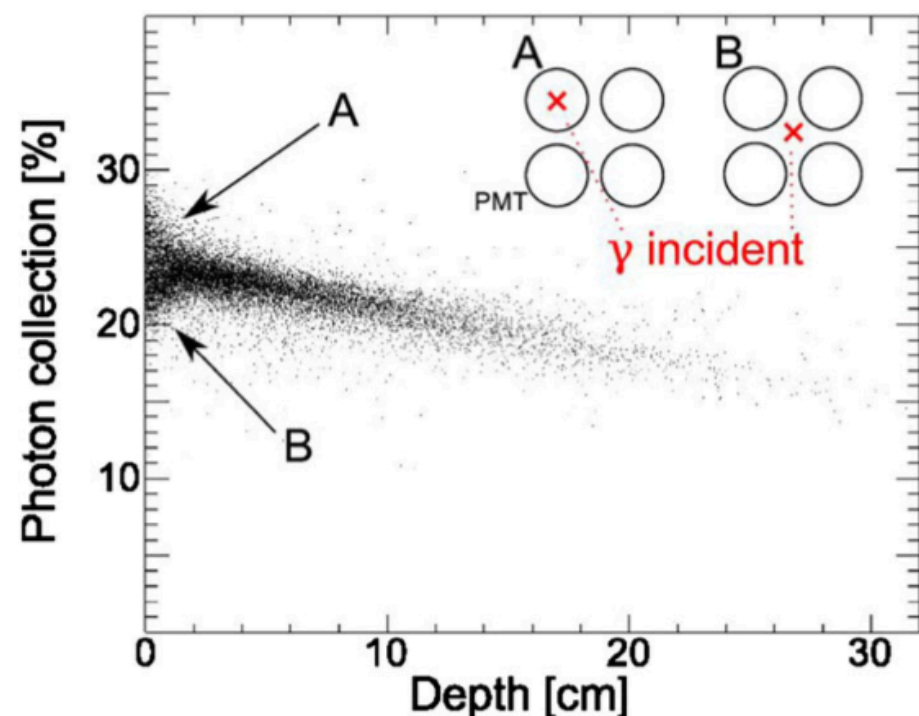 A
B
PMT
γ incident
A
B
Photon collection [%]
30
20
10
0
10
20
30
Depth [cm]